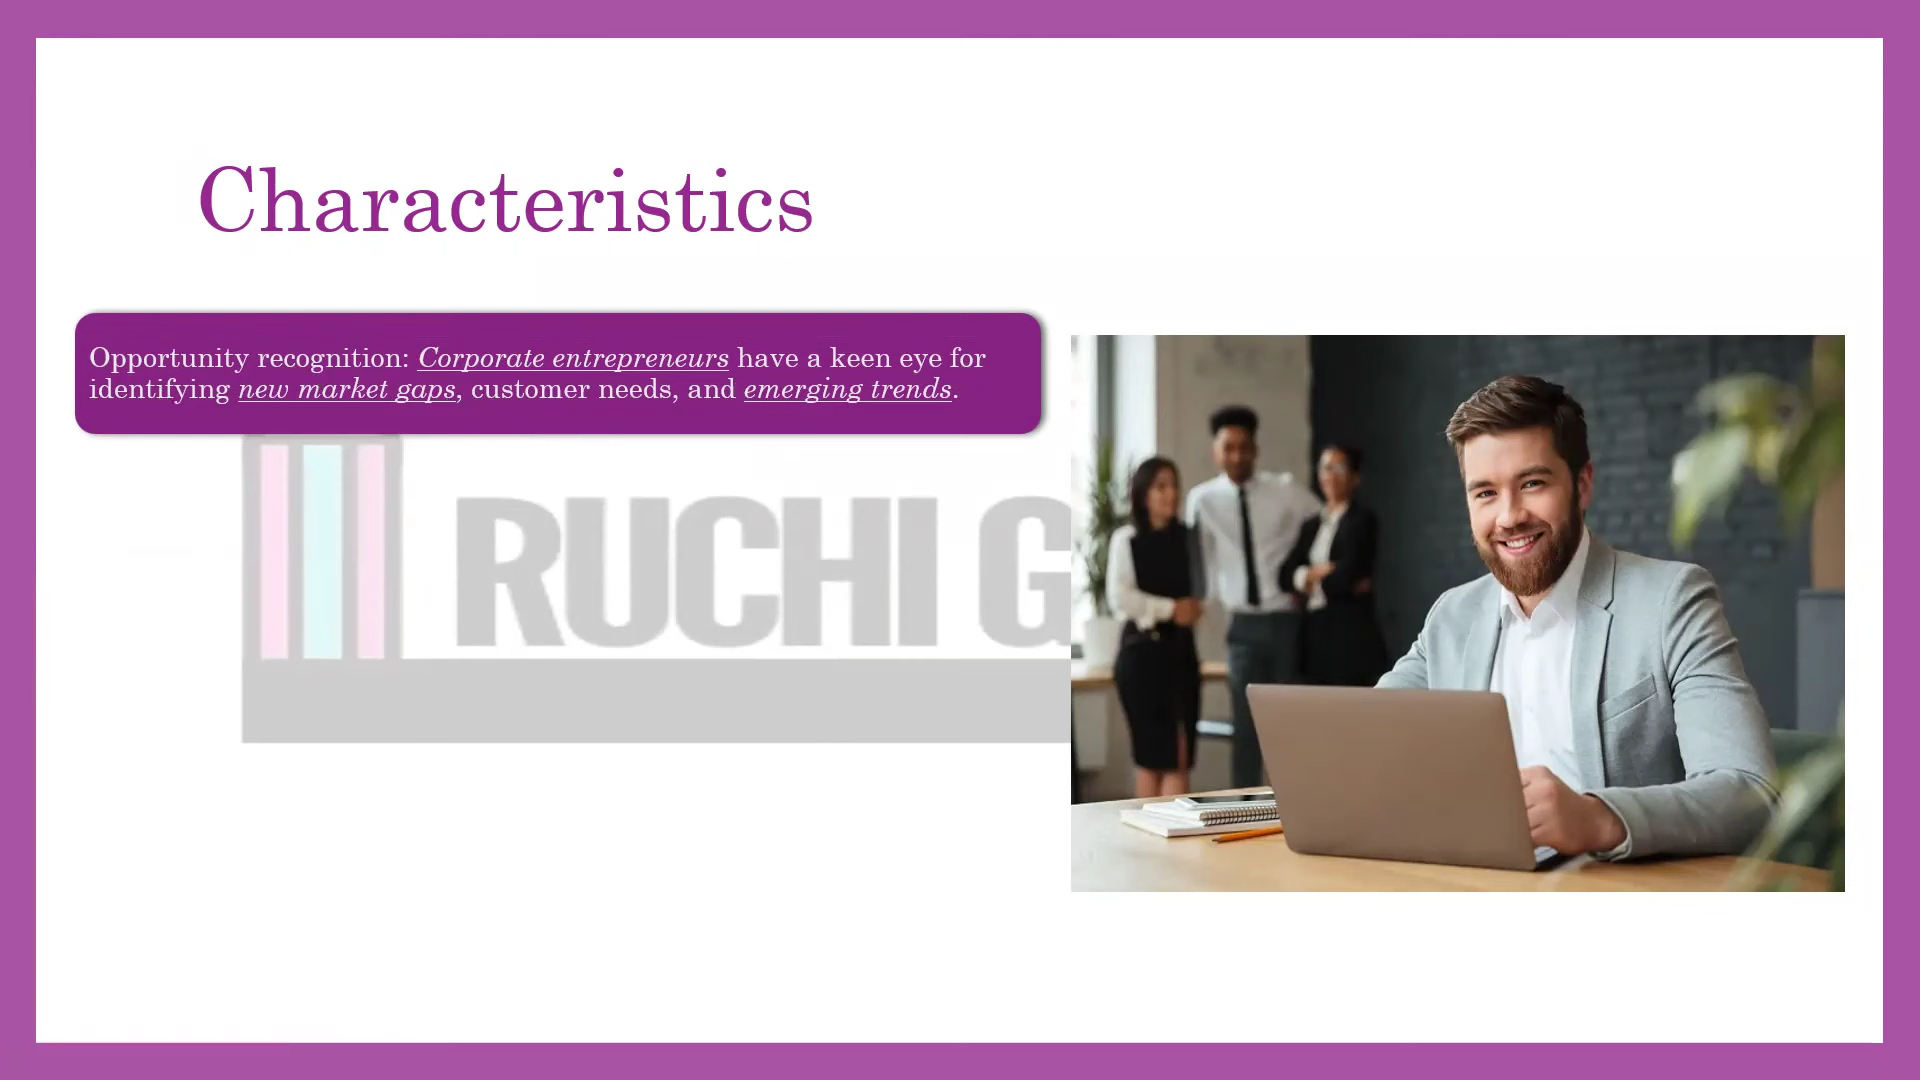 Characteristics
Opportunity recognition: Corporate entrepreneurs have a keen eye for
identifying new market gaps, customer needs, and emerging trends.
RUCHI G